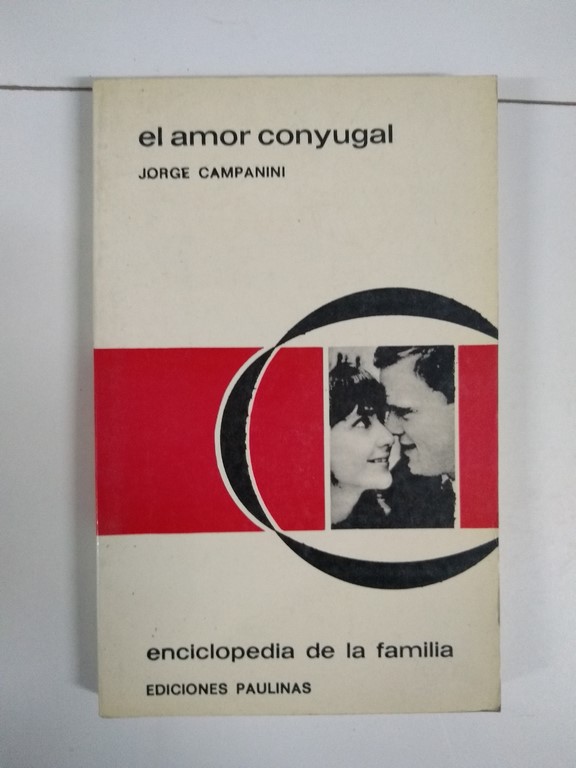 el amor conyugal
JORGE CAMPANINI
enciclopedia de la familia
EDICIONES PAULINAS